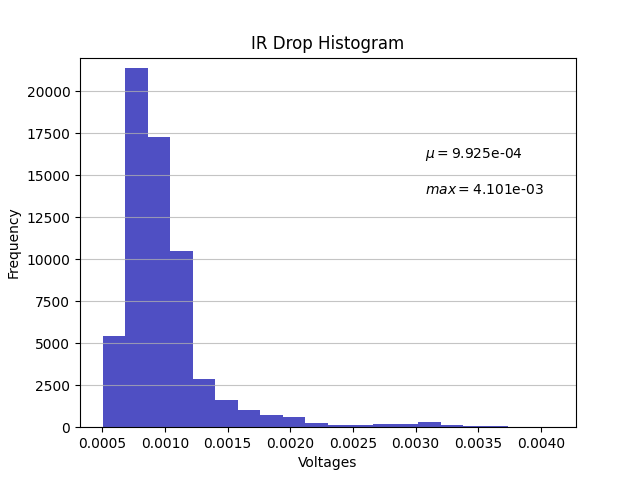 IR Drop Histogram
20000
17500
15000
12500
10000
7500
5000
2500
0
Frequency
μ = 9.925e-04
max = 4.101e-03
0.0005 0.0010 0.0015 0.0020 0.0025 0.0030 0.0035 0.0040
Voltages